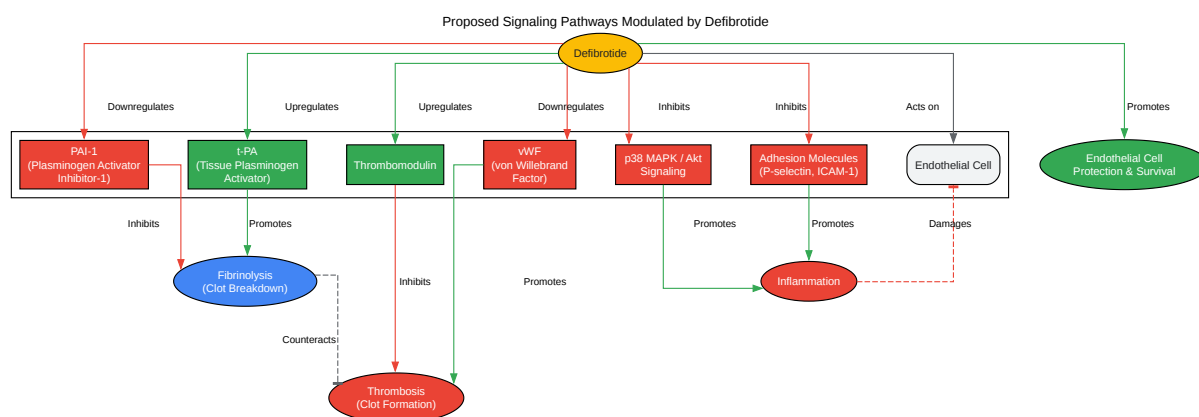 Proposed Signaling Pathways Modulated by Defibrotide
Defibrotide
Downregulates
Upregulates
Upregulates
Downregulates
Inhibits
Inhibits
Acts on
Promotes
PAI-1
(Plasminogen Activator
Inhibitor-1)
t-PA
(Tissue Plasminogen
Activator)
Thrombomodulin
vWF
(von Willebrand
Factor)
p38 MAPK / Akt
Signaling
Adhesion Molecules
(P-selectin, ICAM-1)
Endothelial Cell
Endothelial Cell
Protection & Survival
Inhibits
Promotes
Promotes
Promotes
Damages
Fibrinolysis
(Clot Breakdown)
Inhibits
Promotes
Inflammation
Counteracts
Thrombosis
(Clot Formation)